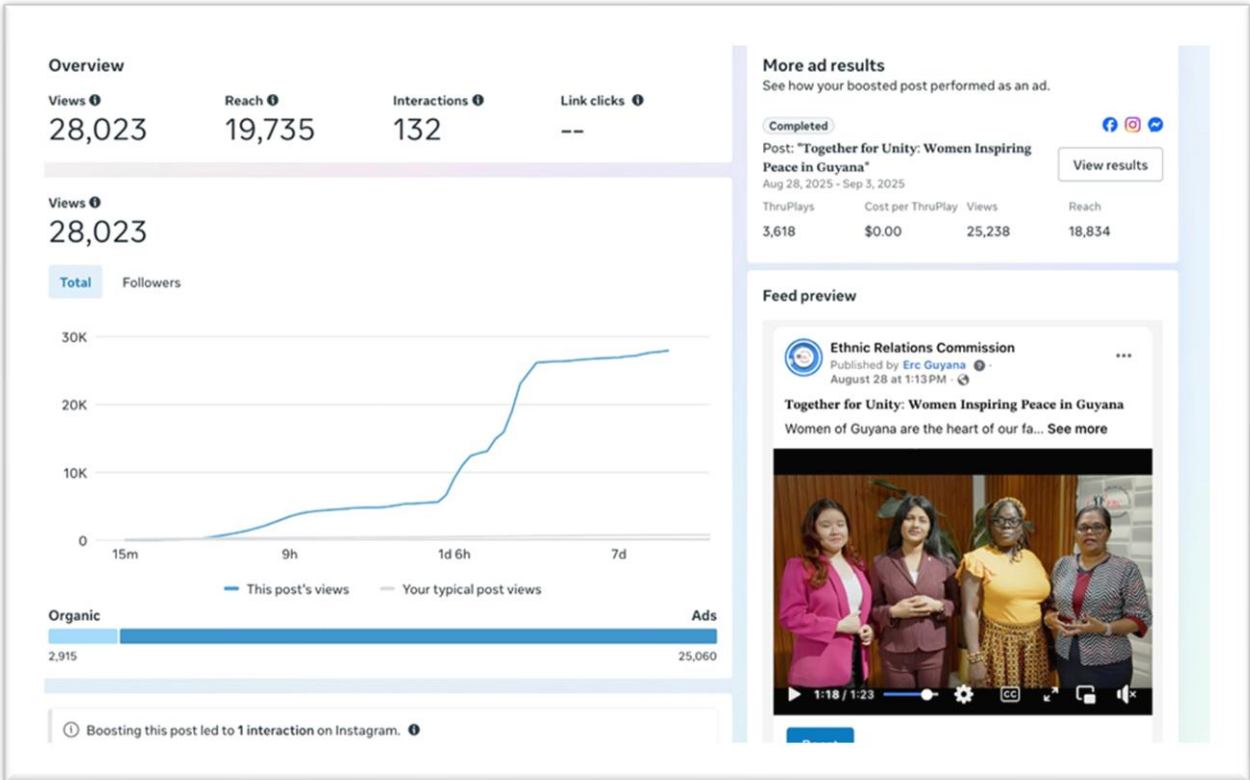 Overview
Views
Reach
Interactions
Link clicks
28,023
19,735
132
--
Views
28,023
Total
Followers
30K
20K
10K
0
15m
9h
1d 6h
7d
This post's views
Your typical post views
Organic
Ads
2,915
25,060
Boosting this post led to 1 interaction on Instagram.
More ad results
See how your boosted post performed as an ad.
Completed
Post: "Together for Unity: Women Inspiring
Peace in Guyana"
View results
Aug 28, 2025 - Sep 3, 2025
ThruPlays
Cost per ThruPlay
Views
Reach
3,618
$0.00
25,238
18,834
Feed preview
Ethnic Relations Commission
Published by Erc Guyana
August 28 at 1:13 PM
Together for Unity: Women Inspiring Peace in Guyana
Women of Guyana are the heart of our fa... See more
1:18 / 1:23
CC